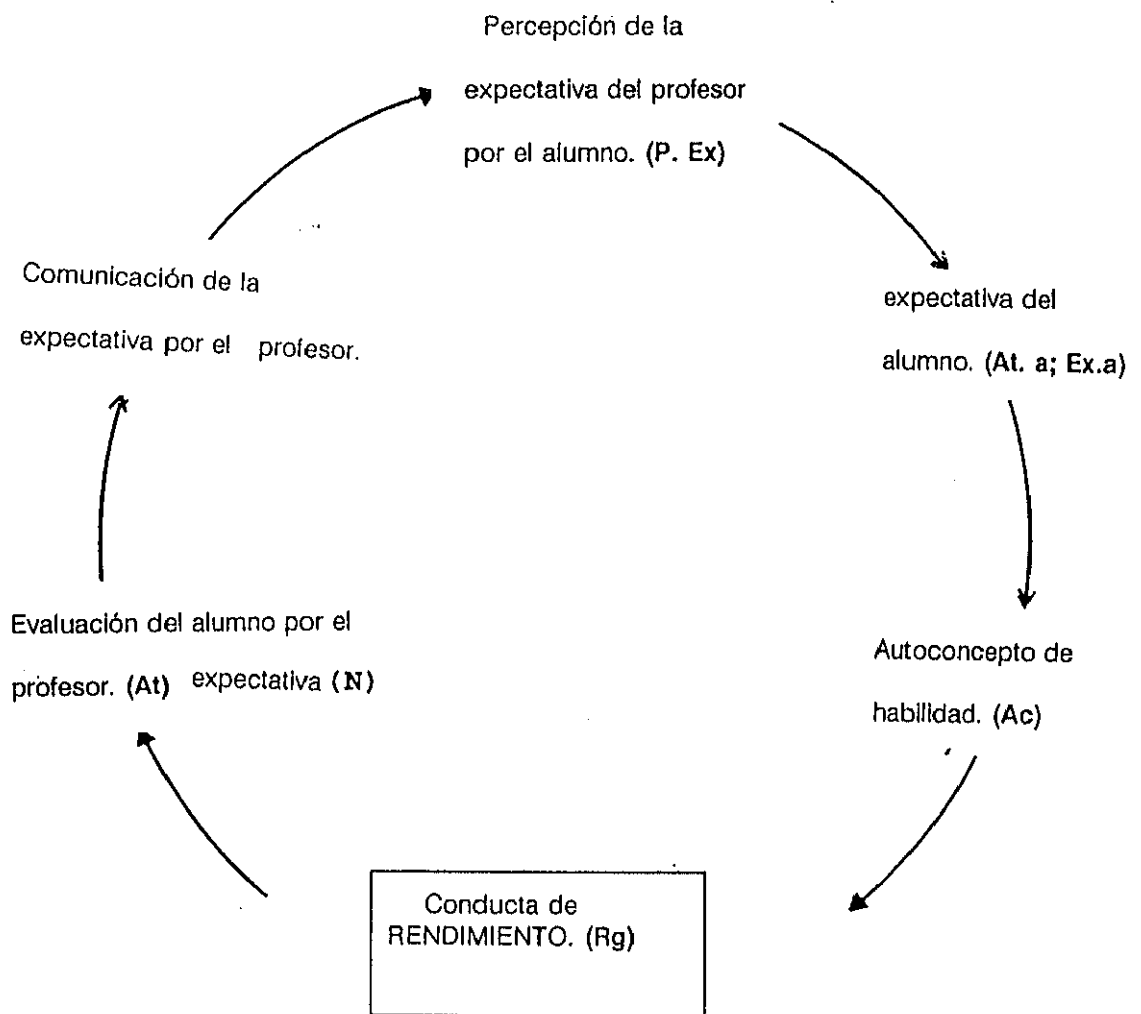 Percepción de la
expectativa del profesor
por el alumno. (P. Ex)
expectativa del
alumno. (At. a; Ex.a)
Autoconcepto de
habilidad. (Ac)
Conducta de
RENDIMIENTO. (Rg)
Evaluación del alumno por el
profesor. (At) expectativa (N)
Comunicación de la
expectativa por el profesor.